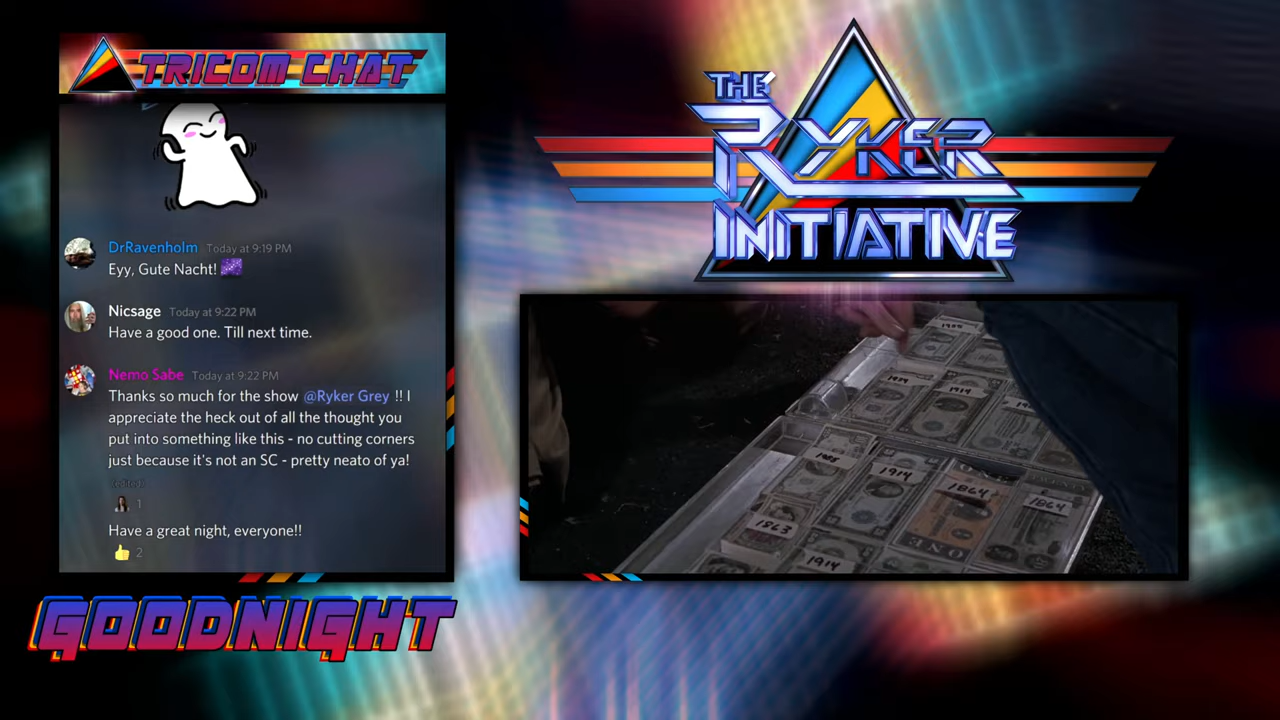 TRICOM CHAT
DrRavenholm Today at 9:19 PM
Eyy, Gute Nacht!
Nicsage Today at 9:22 PM
Have a good one. Till next time.
Nemo Sabe Today at 9:22 PM
Thanks so much for the show @Ryker Grey !! I
appreciate the heck out of all the thought you
put into something like this - no cutting corners
just because it's not an SC - pretty neato of ya!
(edited)
1
Have a great night, everyone!!
2
GOODNIGHT
THE
RYKER
INITIATIVE
1914
1914
1914
1864
1864
1863
ONE
1914